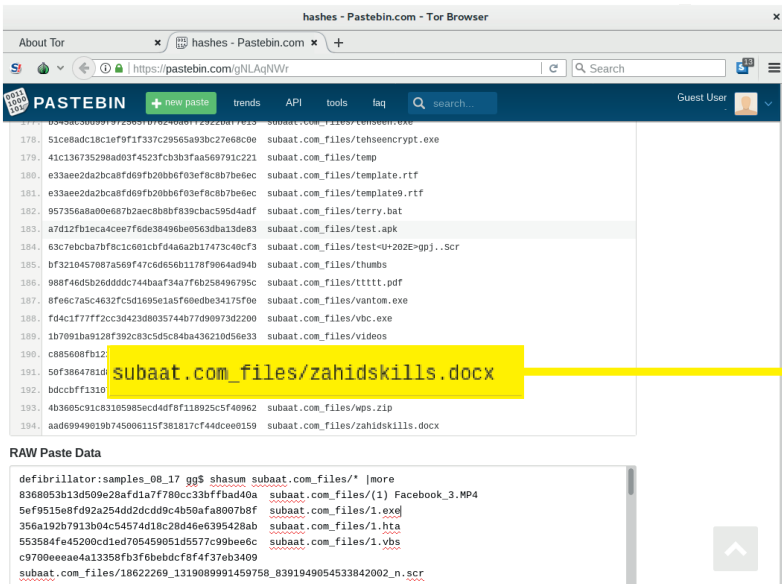 hashes - Pastebin.com - Tor Browser
About Tor
hashes - Pastebin.com
https://pastebin.com/gNLAqNWr
Search
13
PASTEBIN
new paste
trends
API
tools
faq
search...
Guest User
178. 51ce8adc18c1ef9f1f337c29565a93bc27e68c0e subaat.com_files/tehseencrypt.exe
179. 41c136735298ad03f4523fcb3b3faa569791c221 subaat.com_files/temp
180. e33aee2da2bca8fd69fb20bb6f03ef8c8b7be6ec subaat.com_files/template.rtf
181. e33aee2da2bca8fd69fb20bb6f03ef8c8b7be6ec subaat.com_files/template9.rtf
182. 957356a8a00e687b2aec8b8bf839cbac595d4adf subaat.com_files/terry.bat
183. a7d12fb1eca4cee7f6de38496be0563dba13de83 subaat.com_files/test.apk
184. 63c7ebcba7bf8c1c601cbfd4a6a2b17473c40cf3 subaat.com_files/test<U+202E>gpj..Scr
185. bf3210457087a569f47c6d656b1178f9064ad94b subaat.com_files/thumbs
186. 988f46d5b26ddddc744baaf34a7f6b258496795c subaat.com_files/ttttt.pdf
187. 8fe6c7a5c4632fc5d1695e1a5f60edbe34175f0e subaat.com_files/vantom.exe
188. fd4c1f77ff2cc3d423d8035744b77d90973d2200 subaat.com_files/vbc.exe
189. 1b7091ba9128f392c83c5d5c84ba436210d56e33 subaat.com_files/videos
190. c885608fb12
191. 50f3864781d
192. bdccbff1310
subaat.com_files/zahidskills.docx
193. 4b3605c91c83105985ecd4df8f118925c5f40962 subaat.com_files/wps.zip
194. aad69949019b745006115f381817cf44dcee0159 subaat.com_files/zahidskills.docx
RAW Paste Data
defibrillator:samples_08_17 gg$ shasum subaat.com_files/* |more
8368053b13d509e28afd1a7f780cc33bffbad40a subaat.com_files/(1) Facebook_3.MP4
5ef9515e8fd92a254dd2dcdd9c4b50afa8007b8f subaat.com_files/1.exe
356a192b7913b04c54574d18c28d46e6395428ab subaat.com_files/1.hta
553584fe45200cd1ed705459051d5577c99bee6c subaat.com_files/1.vbs
c9700eeeae4a13358fb3f6bebdcf8f4f37eb3409
subaat.com_files/18622269_1319089991459758_8391949054533842002_n.scr